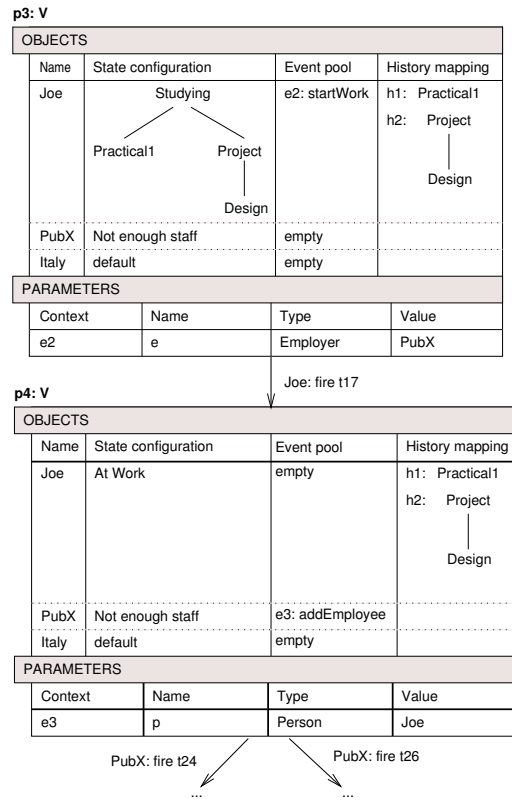 p3: V
OBJECTS
Name State configuration Event pool History mapping
Joe Studying e2: startWork h1: Practical1
h2: Project
Practical1 Project
Design
Design
PubX Not enough staff empty
Italy default empty
PARAMETERS
Context Name Type Value
e2 e Employer PubX
Joe: fire t17
p4: V
OBJECTS
Name State configuration Event pool History mapping
Joe At Work empty h1: Practical1
h2: Project
Design
PubX Not enough staff e3: addEmployee
Italy default empty
PARAMETERS
Context Name Type Value
e3 p Person Joe
PubX: fire t24 PubX: fire t26
... ...